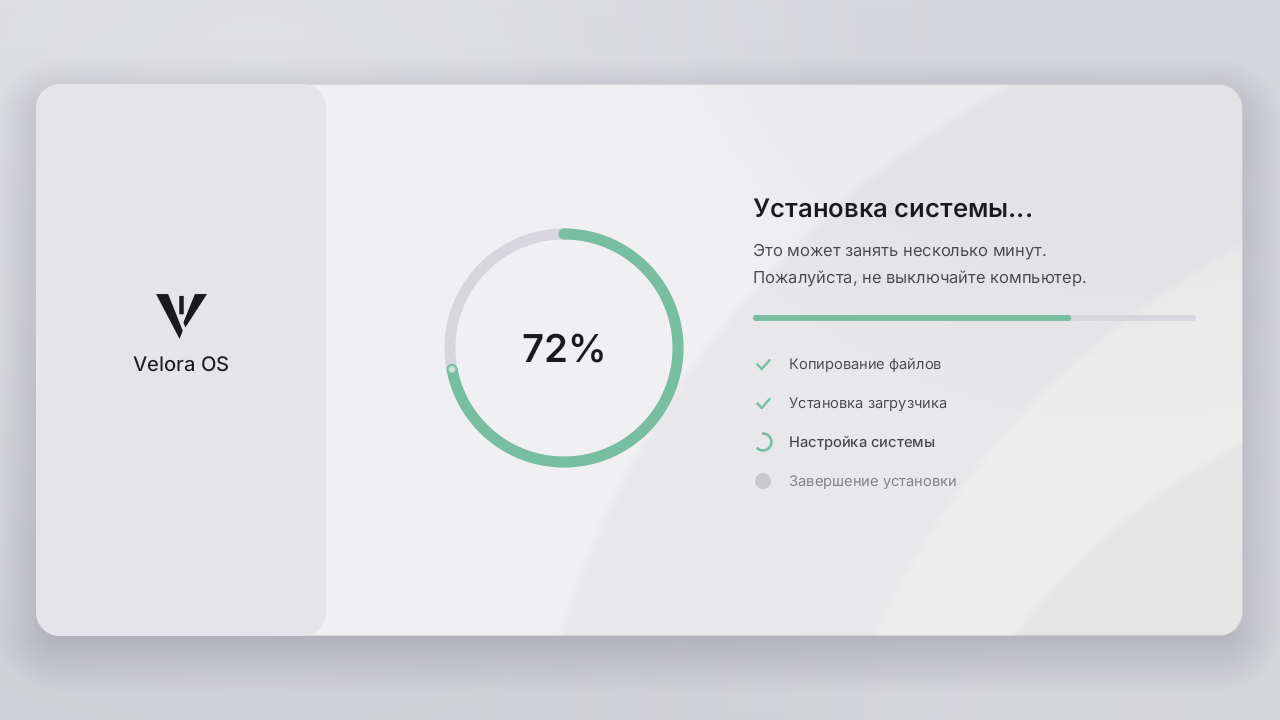 Velora OS
72%
Установка системы...
Это может занять несколько минут.
Пожалуйста, не выключайте компьютер.
Копирование файлов
Установка загрузчика
Настройка системы
Завершение установки